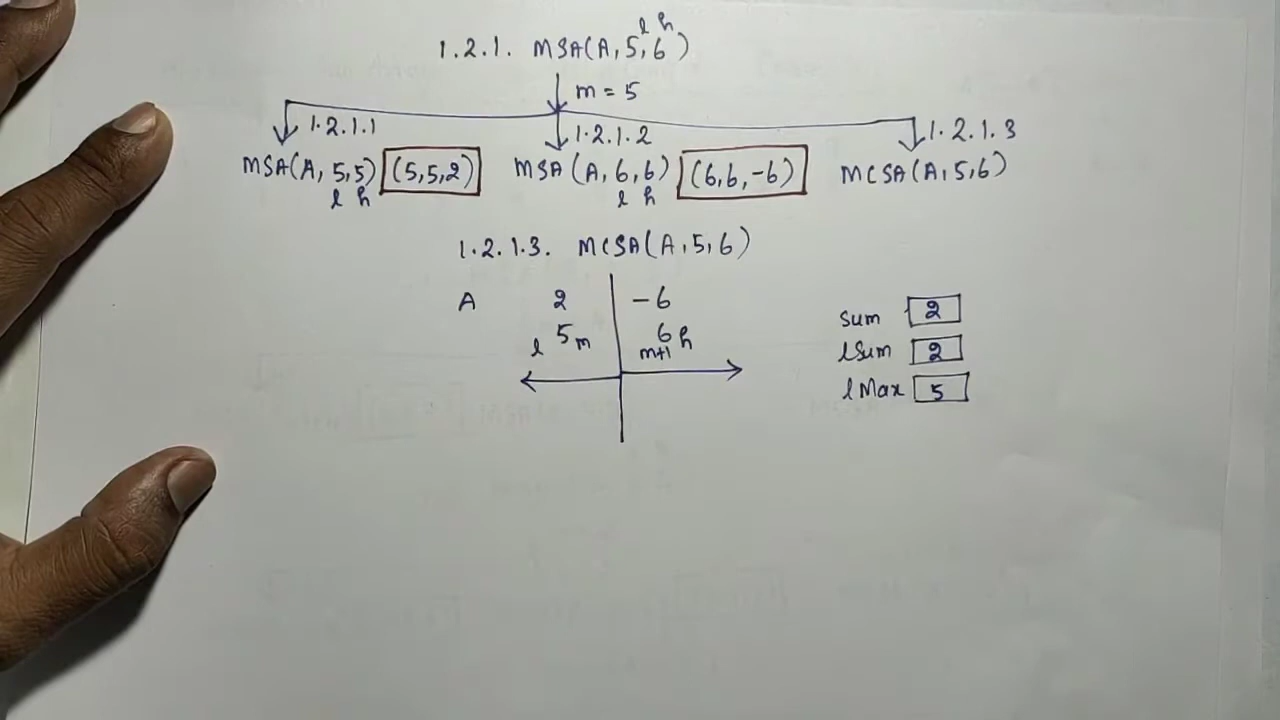 l h
1.2.1. MSA(A, 5, 6)
m = 5
1.2.1.1 1.2.1.2 1.2.1.3
MSA(A, 5,5) (5,5,2) MSA (A, 6, 6) (6,6,-6) MCSA(A, 5, 6)
l h l h
1.2.1.3. MCSA(A, 5, 6)
A 2 -6
l 5 m 6 h
m+1
sum 2
lSum 2
lMax 5